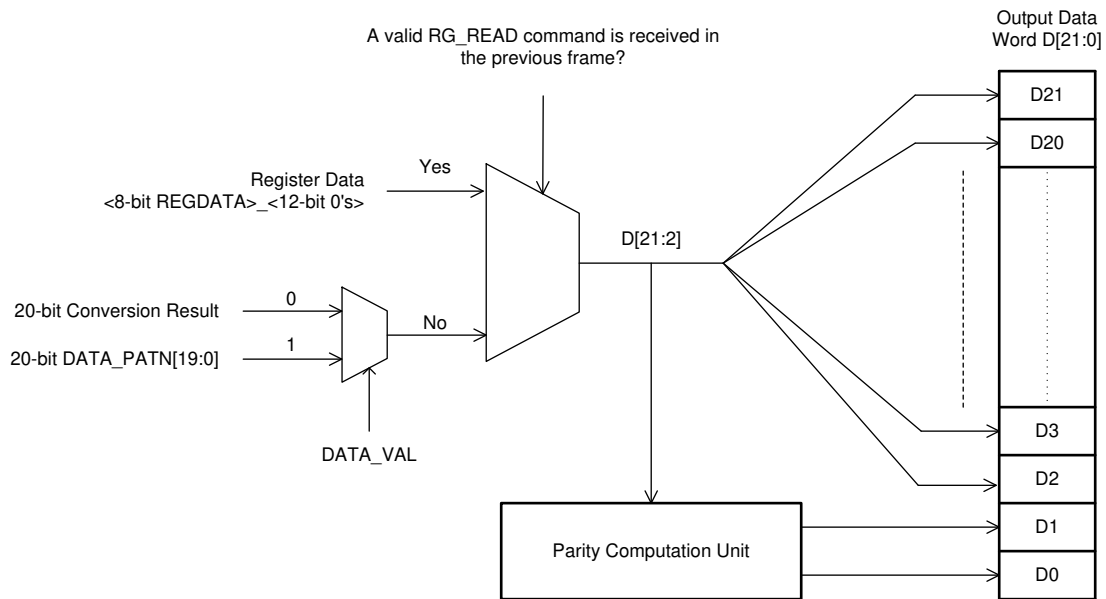 Output Data
Word D[21:0]
A valid RG_READ command is received in
the previous frame?
D21
D20
Yes
Register Data
<8-bit REGDATA>_<12-bit 0's>
D[21:2]
0
20-bit Conversion Result
No
1
20-bit DATA_PATN[19:0]
DATA_VAL
D3
D2
D1
Parity Computation Unit
D0